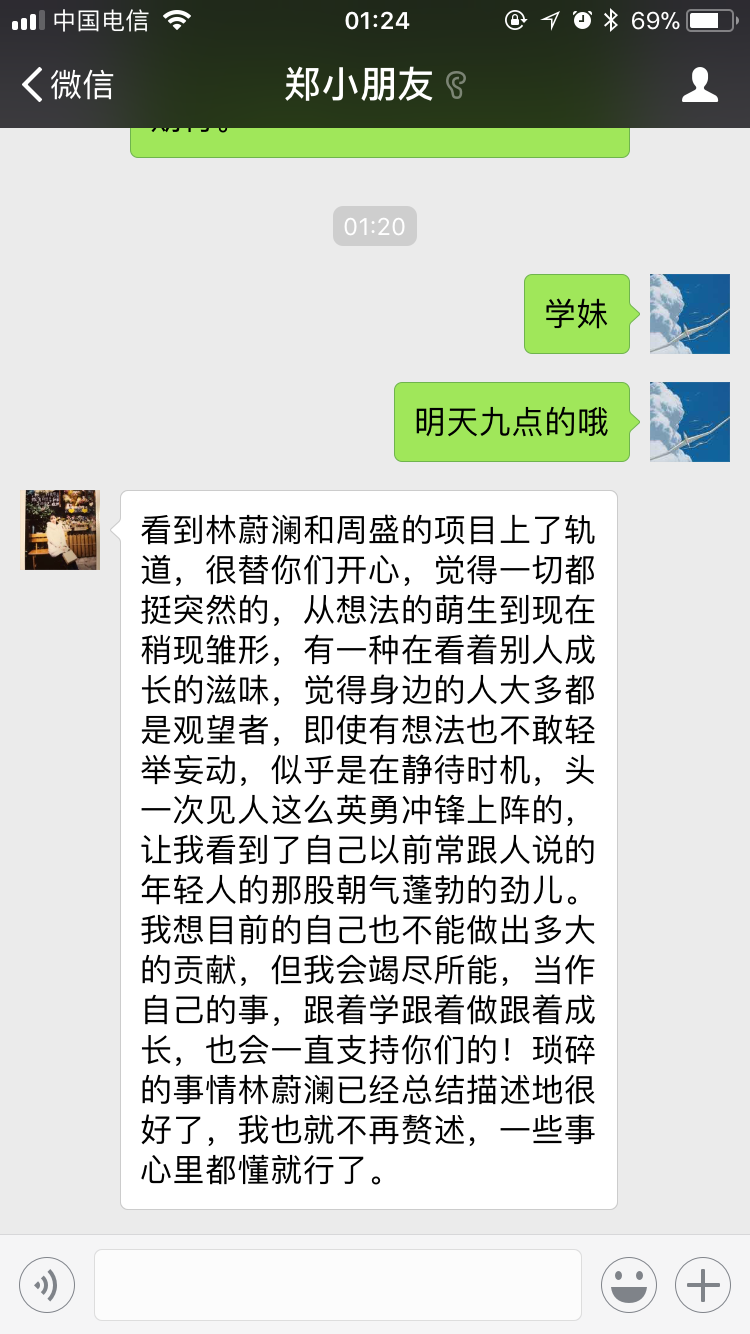 中国电信
01:24
69%
微信
郑小朋友
01:20
学妹
明天九点的哦
看到林蔚澜和周盛的项目上了轨
道，很替你们开心，觉得一切都
挺突然的，从想法的萌生到现在
稍现雏形，有一种在看着别人成
长的滋味，觉得身边的人大多都
是观望者，即使有想法也不敢轻
举妄动，似乎是在静待时机，头
一次见人这么英勇冲锋上阵的，
让我看到了自己以前常跟人说的
年轻人的那股朝气蓬勃的劲儿。
我想目前的自己也不能做出多大
的贡献，但我会竭尽所能，当作
自己的事，跟着学跟着做跟着成
长，也会一直支持你们的！琐碎
的事情林蔚澜已经总结描述地很
好了，我也就不再赘述，一些事
心里都懂就行了。